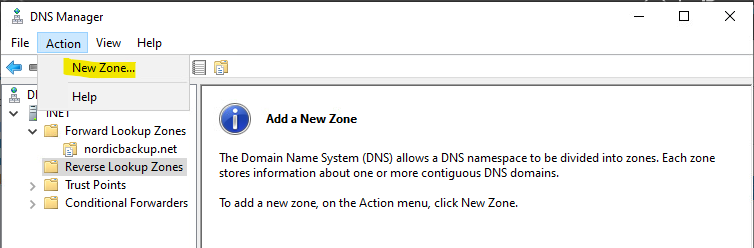 DNS Manager
File Action View Help
New Zone...
Help
Forward Lookup Zones
nordicbackup.net
Reverse Lookup Zones
Trust Points
Conditional Forwarders
Add a New Zone
The Domain Name System (DNS) allows a DNS namespace to be divided into zones. Each zone
stores information about one or more contiguous DNS domains.
To add a new zone, on the Action menu, click New Zone.